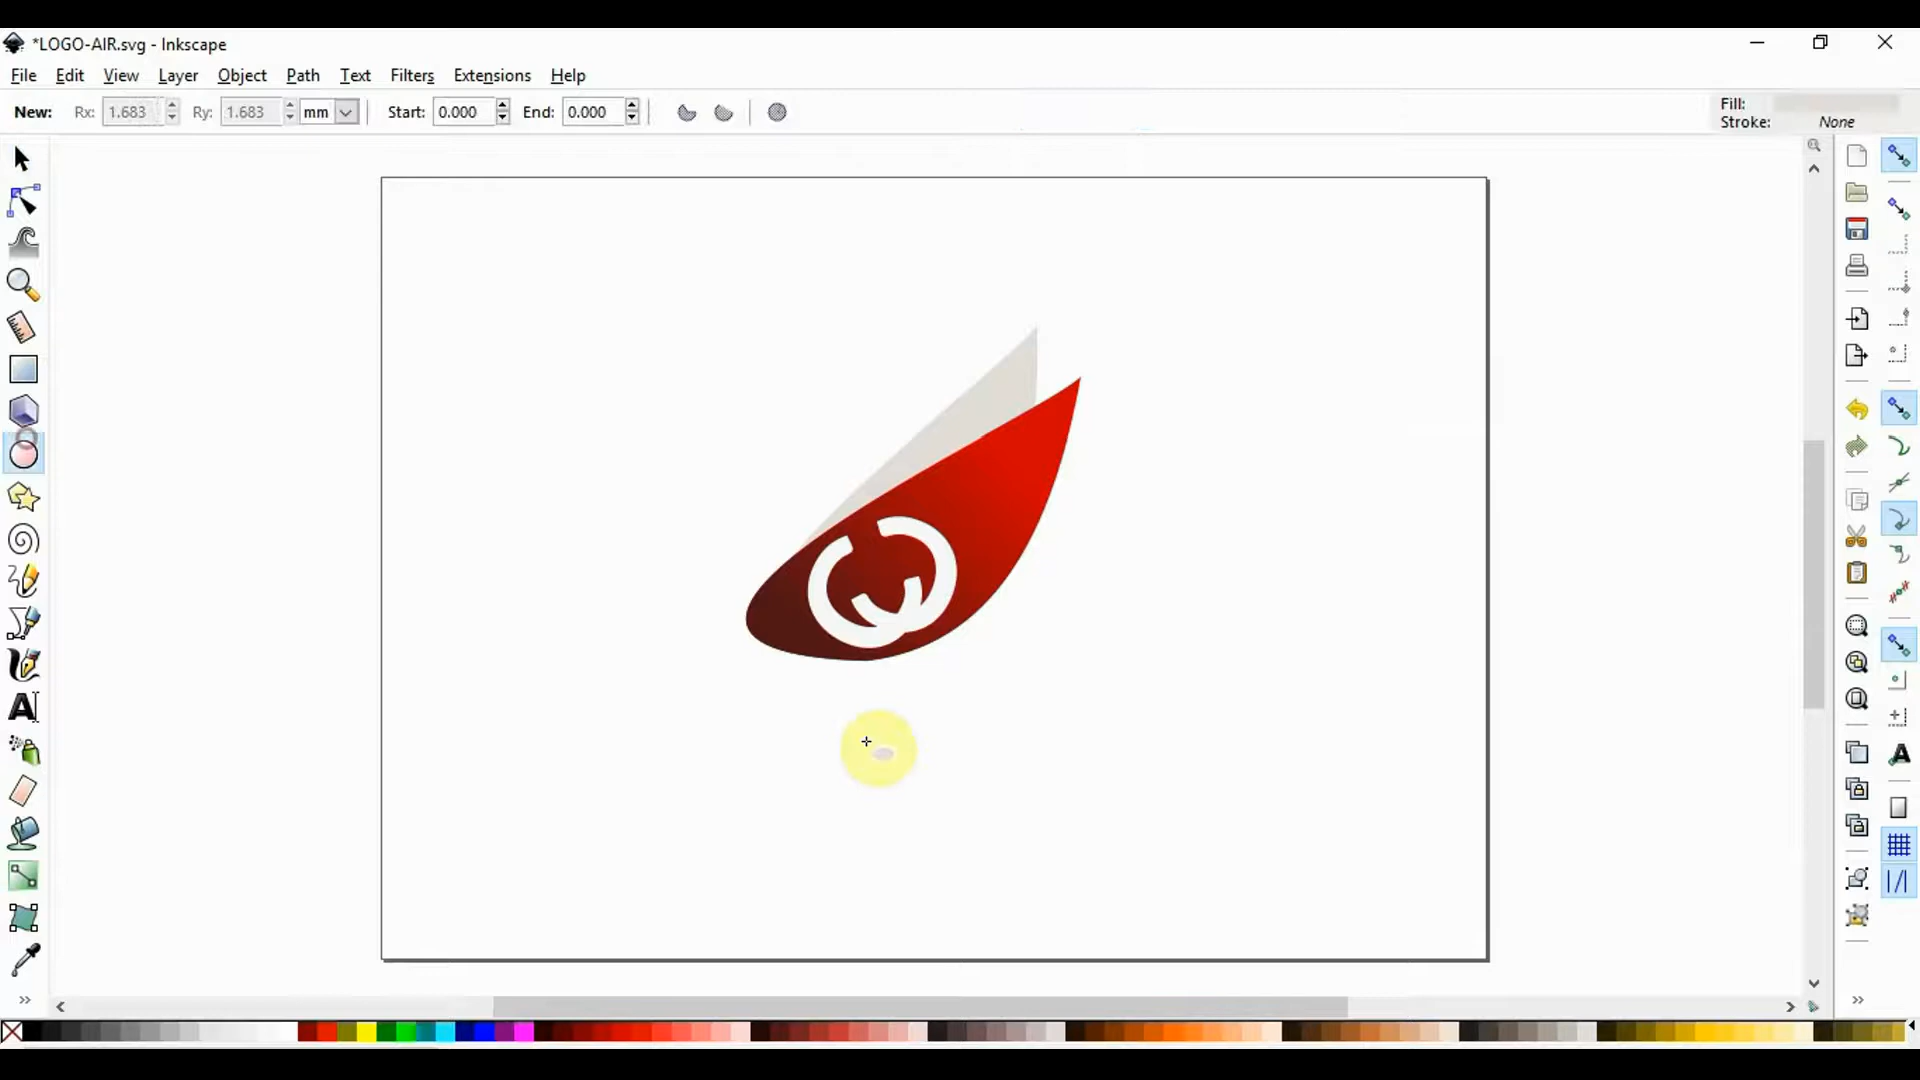 *LOGO-AIR.svg - Inkscape
File Edit View Layer Object Path Text Filters Extensions Help
New: Rx: 1.683 Ry: 1.683 mm Start: 0.000 End: 0.000
Fill:
Stroke: None